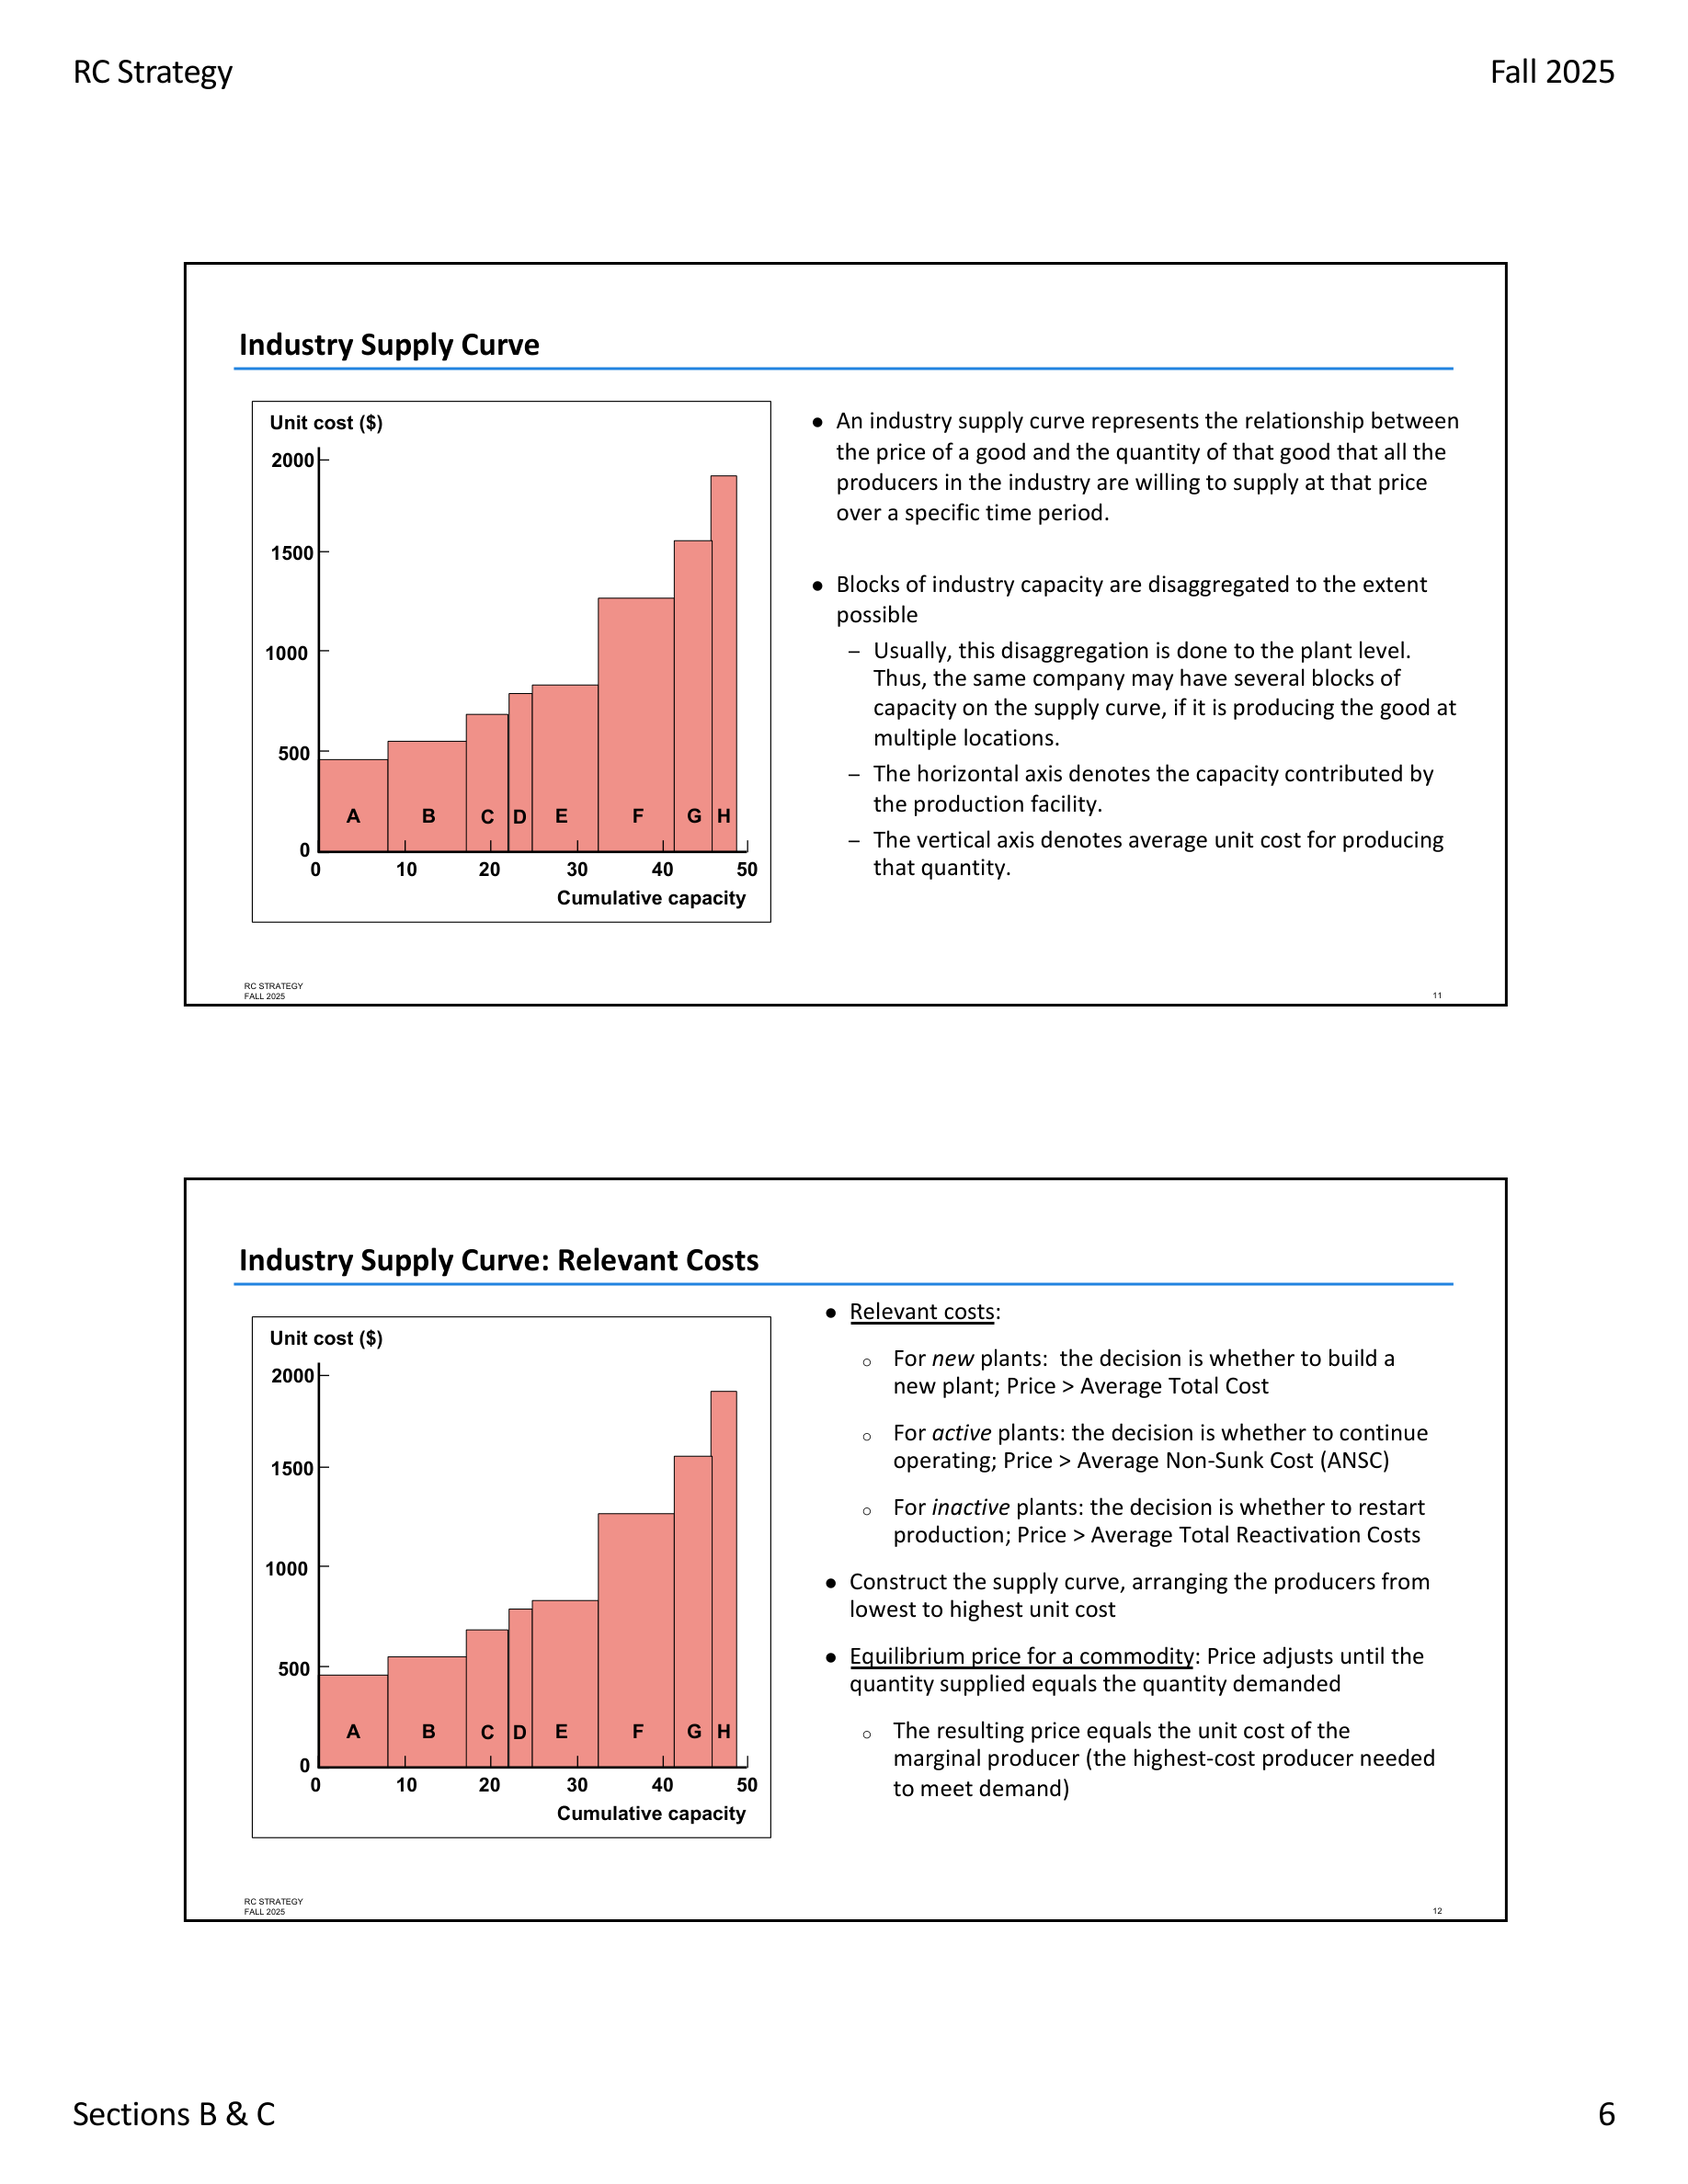 RC Strategy
Fall 2025
Industry Supply Curve
Unit cost ($)
2000
1500
1000
500
0
A
B
C
D
E
F
G
H
0
10
20
30
40
50
Cumulative capacity
● An industry supply curve represents the relationship between
the price of a good and the quantity of that good that all the
producers in the industry are willing to supply at that price
over a specific time period.
● Blocks of industry capacity are disaggregated to the extent
possible
– Usually, this disaggregation is done to the plant level.
Thus, the same company may have several blocks of
capacity on the supply curve, if it is producing the good at
multiple locations.
– The horizontal axis denotes the capacity contributed by
the production facility.
– The vertical axis denotes average unit cost for producing
that quantity.
RC STRATEGY
FALL 2025
11
Industry Supply Curve: Relevant Costs
Unit cost ($)
2000
1500
1000
500
0
A
B
C
D
E
F
G
H
0
10
20
30
40
50
Cumulative capacity
● Relevant costs:
○ For new plants: the decision is whether to build a
new plant; Price > Average Total Cost
○ For active plants: the decision is whether to continue
operating; Price > Average Non-Sunk Cost (ANSC)
○ For inactive plants: the decision is whether to restart
production; Price > Average Total Reactivation Costs
● Construct the supply curve, arranging the producers from
lowest to highest unit cost
● Equilibrium price for a commodity: Price adjusts until the
quantity supplied equals the quantity demanded
○ The resulting price equals the unit cost of the
marginal producer (the highest-cost producer needed
to meet demand)
RC STRATEGY
FALL 2025
12
Sections B & C
6